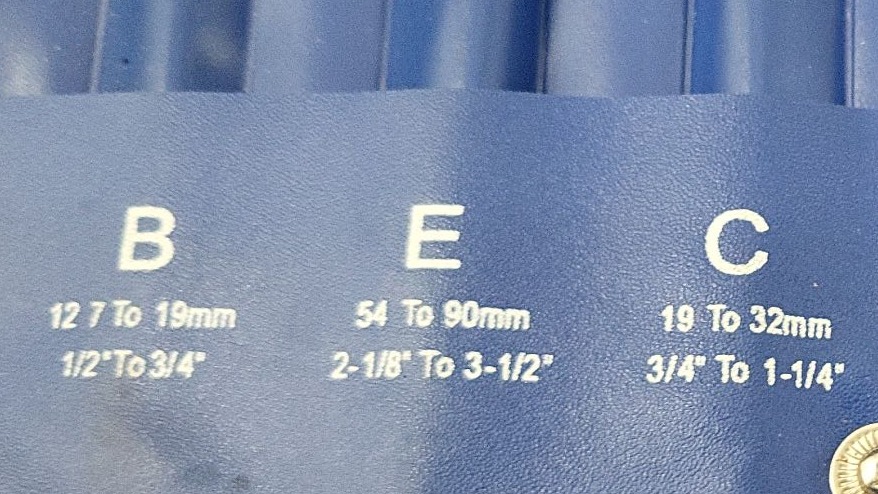 B
12 7 To 19mm
1/2" To 3/4"
E
54 To 90mm
2-1/8" To 3-1/2"
C
19 To 32mm
3/4" To 1-1/4"